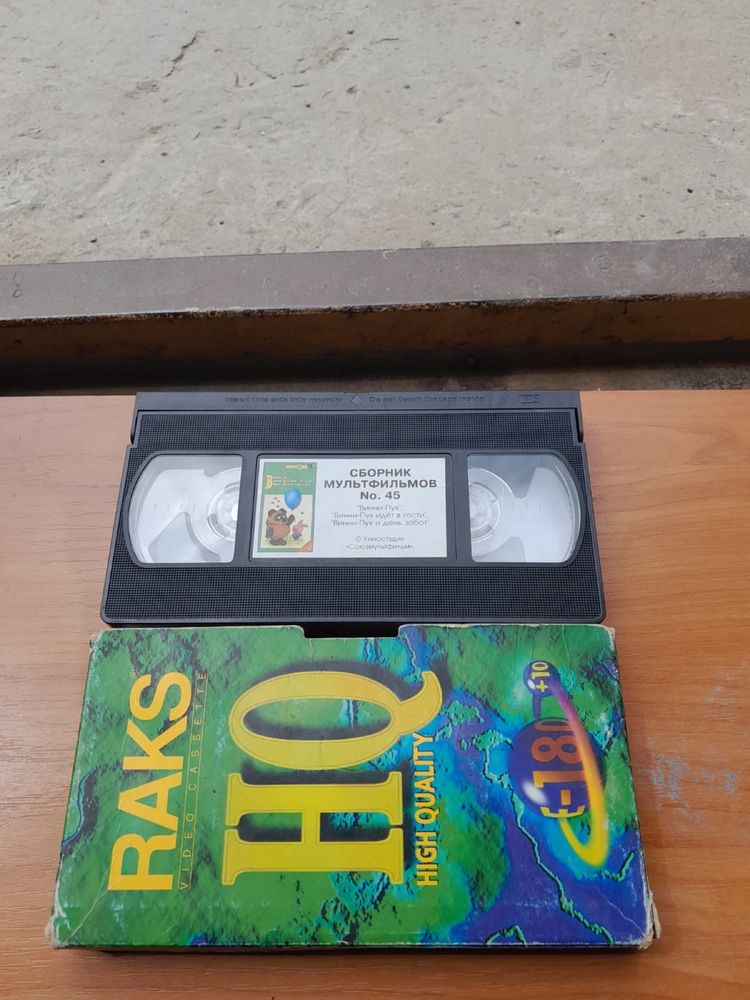 Insert this side into recorder Do not touch the tape inside
VHS
СБОРНИК
МУЛЬТФИЛЬМОВ
No. 45
"Винни-Пух",
"Винни-Пух идёт в гости",
"Винни-Пух и день забот"
© Киностудия
«Союзмультфильм»
RAKS®
VIDEO CASSETTE
HQ
HIGH QUALITY
E-180
+10